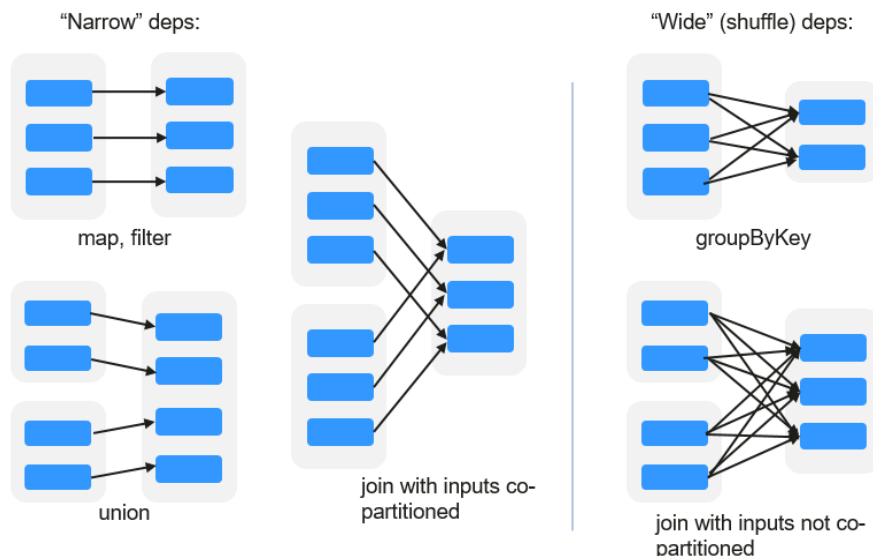 “Narrow” deps:
“Wide” (shuffle) deps:
map, filter
groupByKey
union
join with inputs co-
partitioned
join with inputs not co-
partitioned